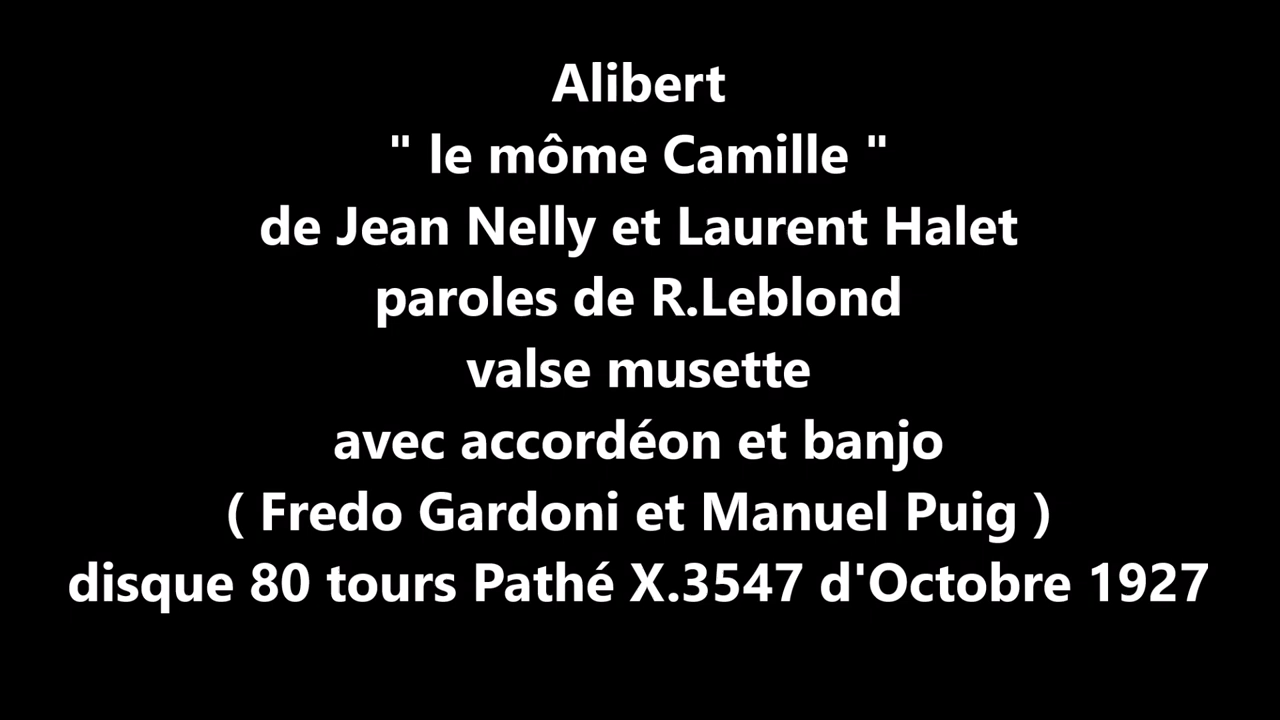 Alibert
" le môme Camille "
de Jean Nelly et Laurent Halet
paroles de R.Leblond
valse musette
avec accordéon et banjo
( Fredo Gardoni et Manuel Puig )
disque 80 tours Pathé X.3547 d'Octobre 1927